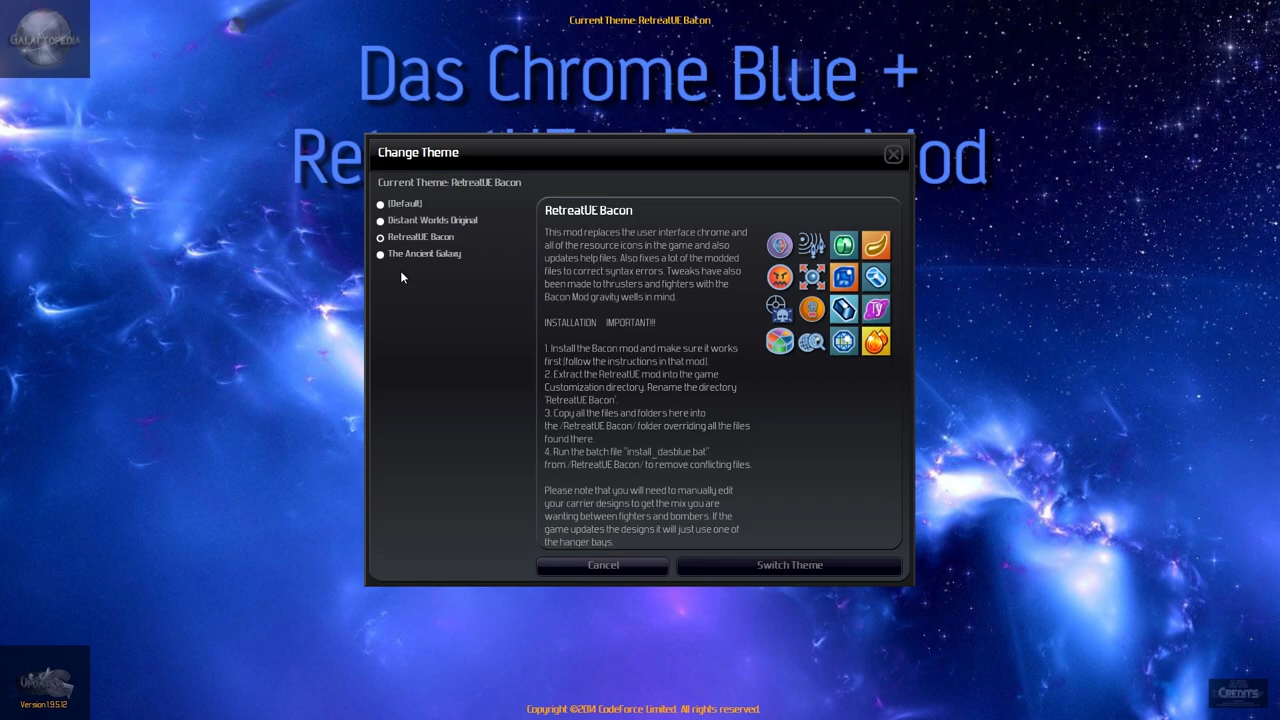 GALACTOPEDIA
Current Theme: RetreatUE Bacon
Das Chrome Blue +
Re od
Change Theme
Current Theme: RetreatUE Bacon
(Default)
Distant Worlds Original
RetreatUE Bacon
The Ancient Galaxy
RetreatUE Bacon
This mod replaces the user interface chrome and
all of the resource icons in the game and also
updates help files. Also fixes a lot of the modded
files to correct syntax errors. Tweaks have also
been made to thrusters and fighters with the
Bacon Mod gravity wells in mind.
INSTALLATION IMPORTANT!!!
1. Install the Bacon mod and make sure it works
first (follow the instructions in that mod).
2. Extract the RetreatUE mod into the game
Customization directory. Rename the directory
'RetreatUE Bacon'.
3. Copy all the files and folders here into
the /RetreatUE Bacon/ folder overriding all the files
found there.
4. Run the batch file "install_dasblue.bat"
from /RetreatUE Bacon/ to remove conflicting files.
Please note that you will need to manually edit
your carrier designs to get the mix you are
wanting between fighters and bombers. If the
game updates the designs it will just use one of
the hanger bays.
Ty
Cancel
Switch Theme
Version 1.9.5.12
CREDITS
Copyright ©2014 CodeForce Limited. All rights reserved.